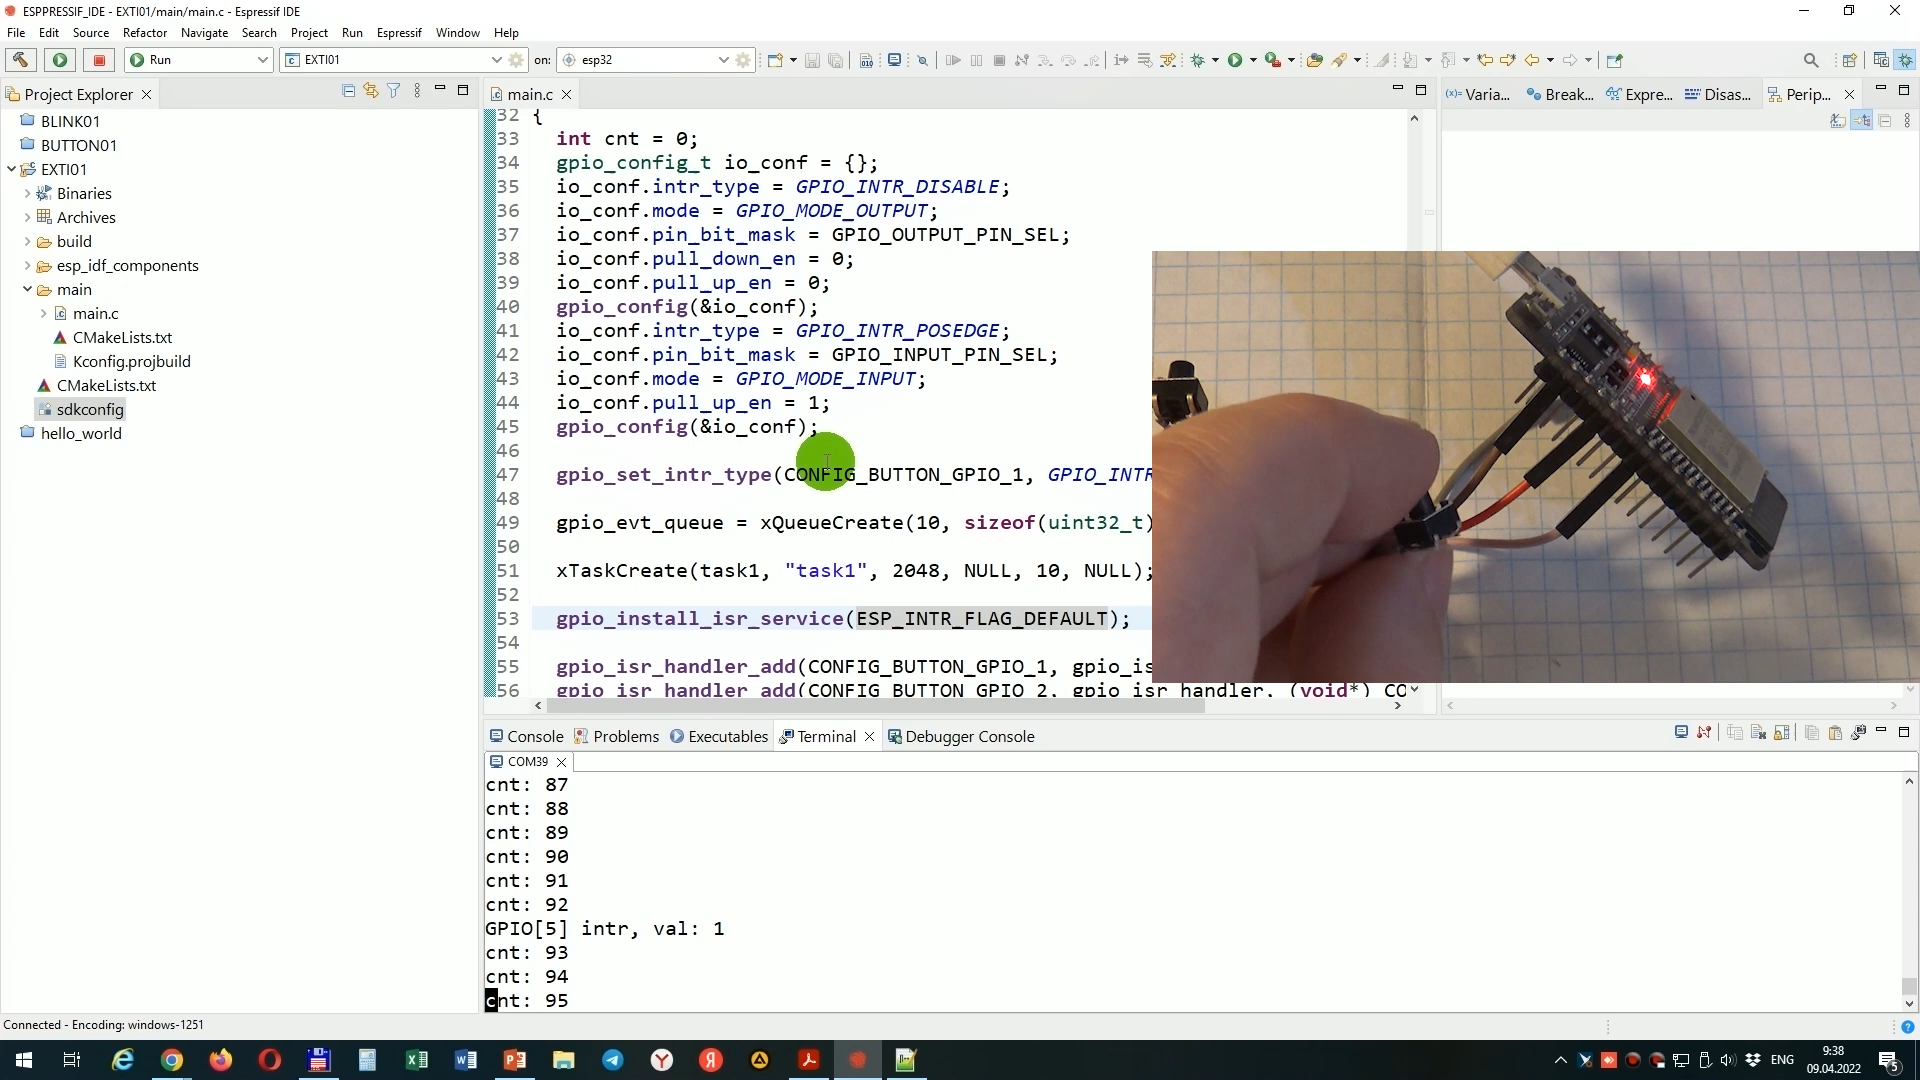 ESPPRESSIF_IDE - EXTI01/main/main.c - Espressif IDE
File Edit Source Refactor Navigate Search Project Run Espressif Window Help
Run EXTI01 on: esp32
Project Explorer
BLINK01
BUTTON01
EXTI01
Binaries
Archives
build
esp_idf_components
main
main.c
CMakeLists.txt
Kconfig.projbuild
CMakeLists.txt
sdkconfig
hello_world
main.c
32 {
33 int cnt = 0;
34 gpio_config_t io_conf = {};
35 io_conf.intr_type = GPIO_INTR_DISABLE;
36 io_conf.mode = GPIO_MODE_OUTPUT;
37 io_conf.pin_bit_mask = GPIO_OUTPUT_PIN_SEL;
38 io_conf.pull_down_en = 0;
39 io_conf.pull_up_en = 0;
40 gpio_config(&io_conf);
41 io_conf.intr_type = GPIO_INTR_POSEDGE;
42 io_conf.pin_bit_mask = GPIO_INPUT_PIN_SEL;
43 io_conf.mode = GPIO_MODE_INPUT;
44 io_conf.pull_up_en = 1;
45 gpio_config(&io_conf);
46
47 gpio_set_intr_type(CONFIG_BUTTON_GPIO_1, GPIO_INTR
48
49 gpio_evt_queue = xQueueCreate(10, sizeof(uint32_t)
50
51 xTaskCreate(task1, "task1", 2048, NULL, 10, NULL);
52
53 gpio_install_isr_service(ESP_INTR_FLAG_DEFAULT);
54
55 gpio_isr_handler_add(CONFIG_BUTTON_GPIO_1, gpio_is
56 gpio_isr_handler_add(CONFIG_BUTTON_GPIO_2, gpio_isr_handler, (void*) CO
Varia... Break... Expre... Disas... Perip...
Console Problems Executables Terminal Debugger Console
COM39
cnt: 87
cnt: 88
cnt: 89
cnt: 90
cnt: 91
cnt: 92
GPIO[5] intr, val: 1
cnt: 93
cnt: 94
cnt: 95
Connected - Encoding: windows-1251
ENG
9:38
09.04.2022
5